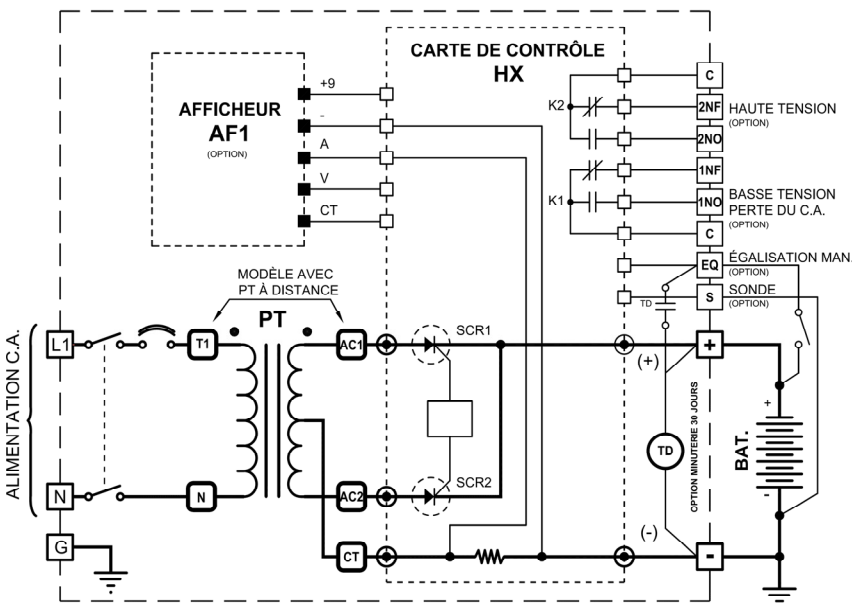 CARTE DE CONTRÔLE
HX
AFFICHEUR
AF1
(OPTION)
+9
-
A
V
CT
K2
K1
C
2NF
2NO
1NF
1NO
C
EQ
S
HAUTE TENSION
(OPTION)
BASSE TENSION
PERTE DU C.A.
(OPTION)
ÉGALISATION MAN.
(OPTION)
SONDE
(OPTION)
TD
MODÈLE AVEC
PT À DISTANCE
PT
ALIMENTATION C.A.
L1
T1
AC1
SCR1
(+)
+
TD
OPTION MINUTERIE 30 JOURS
BAT.
+
-
N
N
AC2
SCR2
G
CT
(-)
-